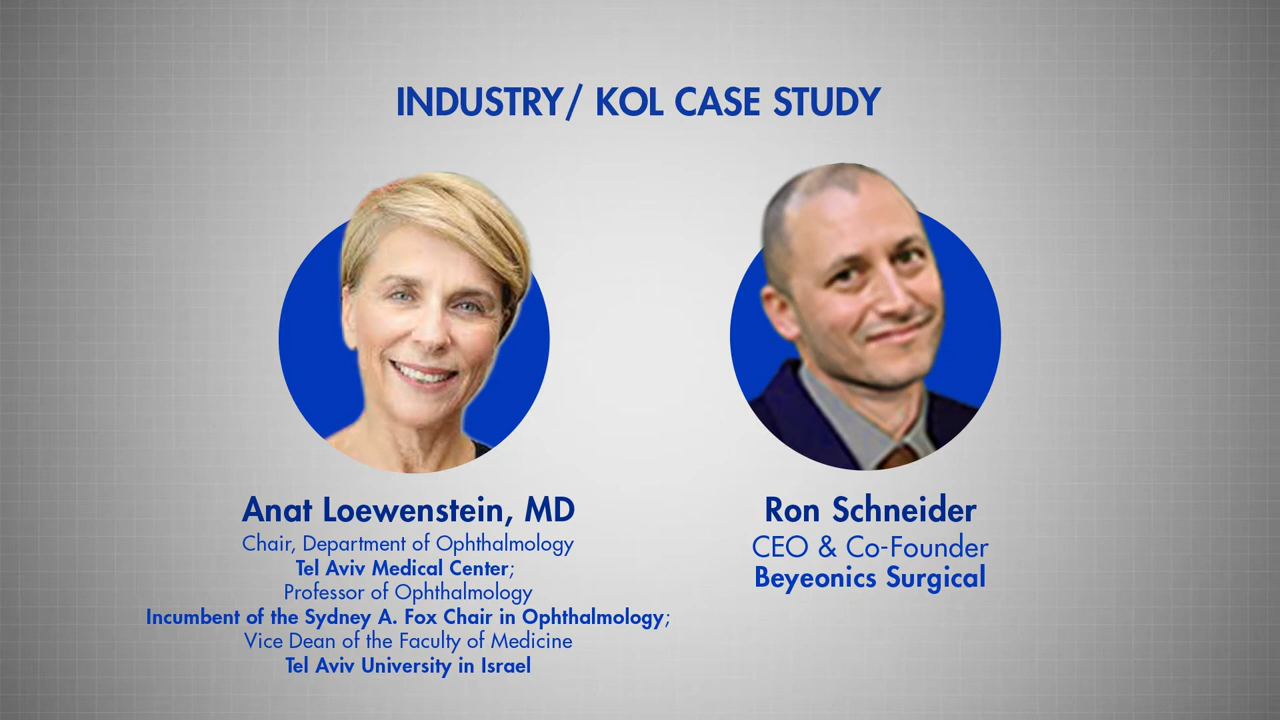 INDUSTRY/ KOL CASE STUDY
Anat Loewenstein, MD
Chair, Department of Ophthalmology
Tel Aviv Medical Center;
Professor of Ophthalmology
Incumbent of the Sydney A. Fox Chair in Ophthalmology;
Vice Dean of the Faculty of Medicine
Tel Aviv University in Israel
Ron Schneider
CEO & Co-Founder
Beyeonics Surgical